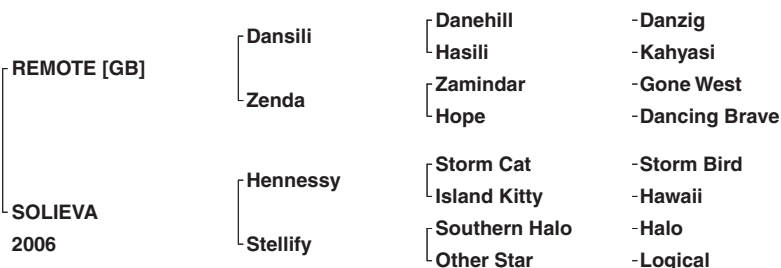 Danehill -Danzig
Dansili
Hasili -Kahyasi
REMOTE [GB]
Zamindar -Gone West
Zenda
Hope -Dancing Brave
Storm Cat -Storm Bird
Hennessy
Island Kitty -Hawaii
SOLIEVA
Southern Halo -Halo
2006 Stellify
Other Star -Logical